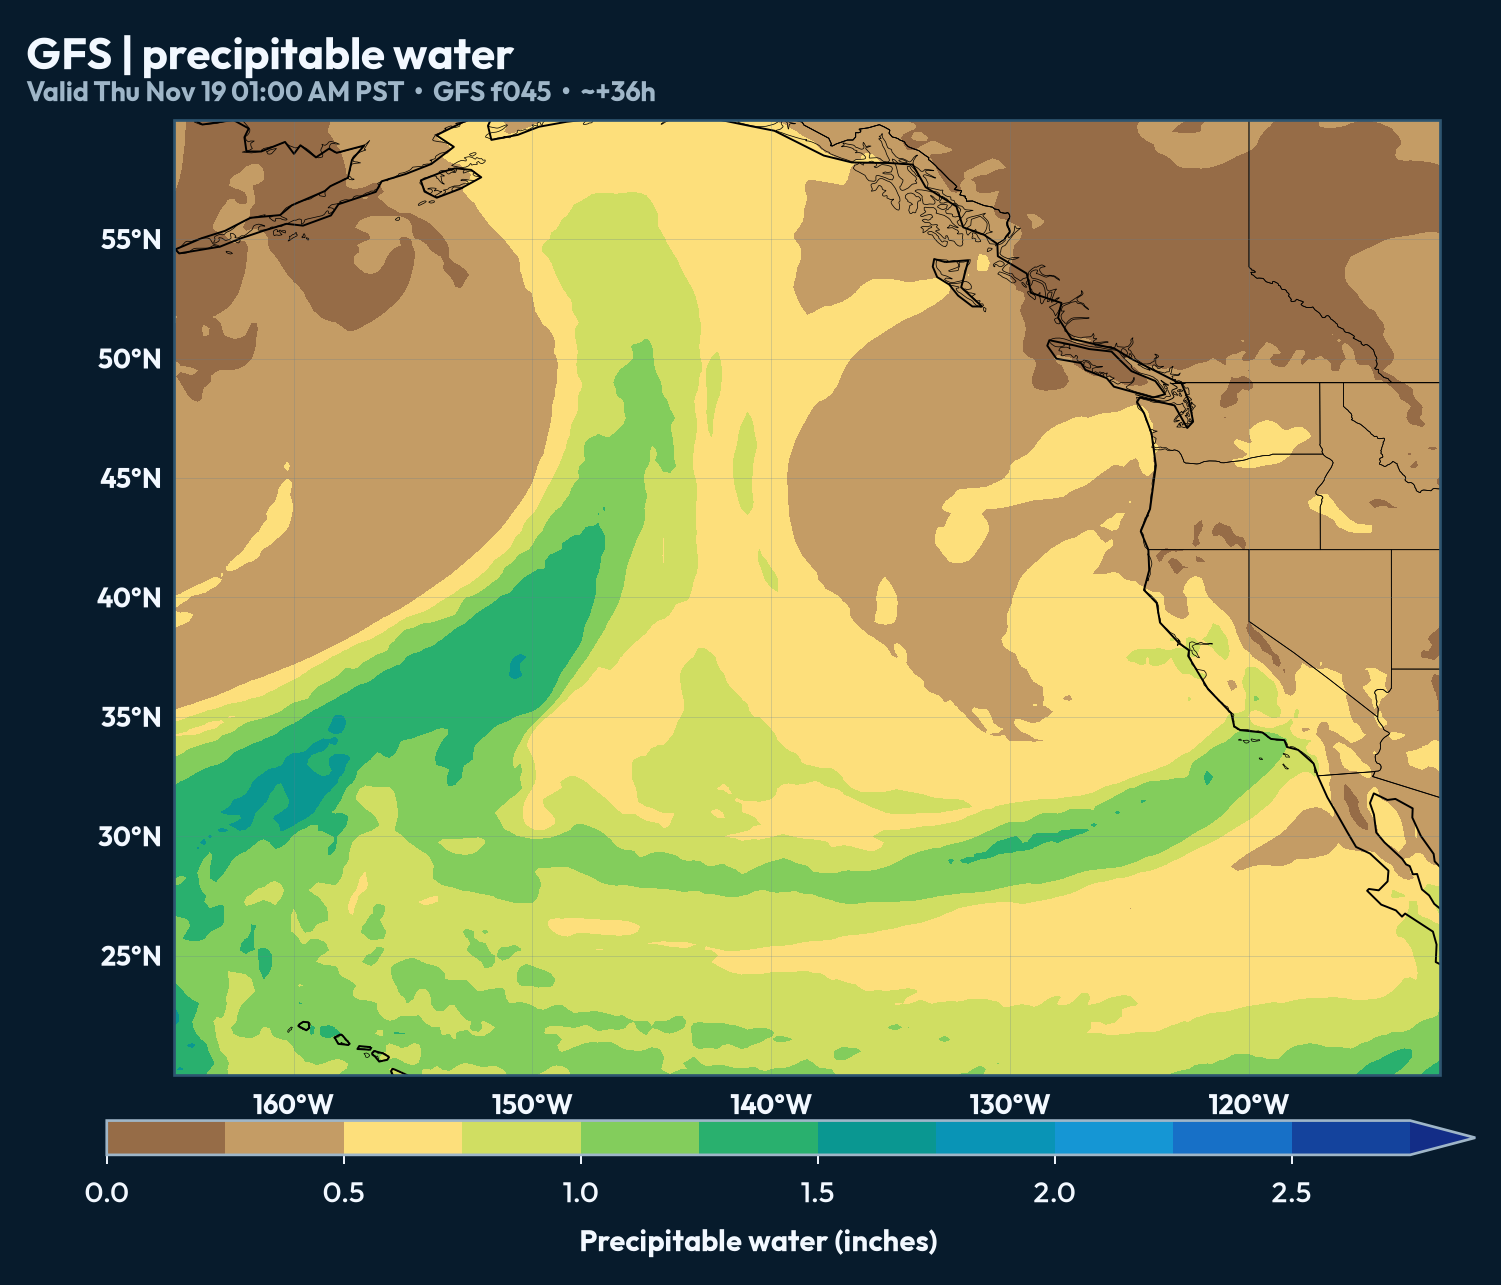 GFS | precipitable water
Valid Thu Nov 19 01:00 AM PST • GFS f045 • ~+36h
55°N
50°N
45°N
40°N
35°N
30°N
25°N
160°W 150°W 140°W 130°W 120°W
0.0 0.5 1.0 1.5 2.0 2.5
Precipitable water (inches)